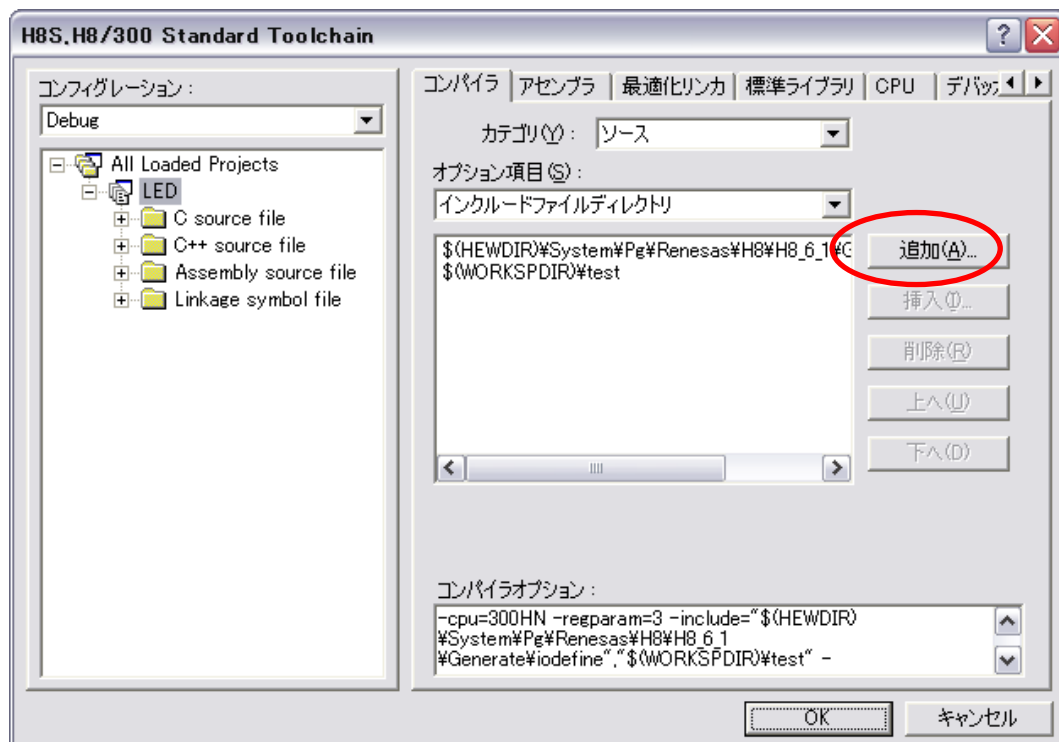 H8S,H8/300 Standard Toolchain
コンフィグレーション :
Debug
All Loaded Projects
LED
C source file
C++ source file
Assembly source file
Linkage symbol file
コンパイラ
アセンブラ
最適化リンカ
標準ライブラリ
CPU
デバッ
カテゴリ(Y) :
ソース
オプション項目(S) :
インクルードファイルディレクトリ
$(HEWDIR)¥System¥Pg¥Renesas¥H8¥H8_6_1¥G
$(WORKSPDIR)¥test
追加(A)...
挿入(I)...
削除(R)
上へ(U)
下へ(D)
コンパイラオプション :
-cpu=300HN -regparam=3 -include="$(HEWDIR)
¥System¥Pg¥Renesas¥H8¥H8_6_1
¥Generate¥iodefine","$(WORKSPDIR)¥test" -
OK
キャンセル